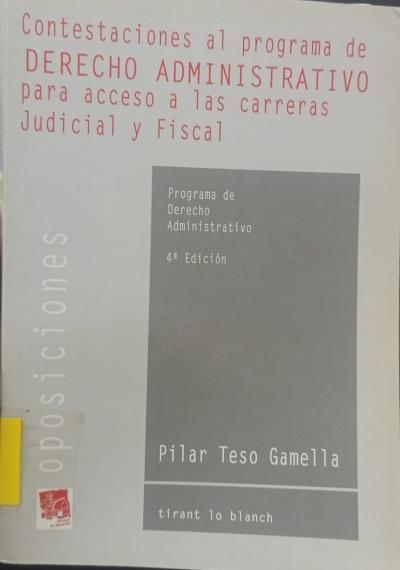 Contestaciones al programa de
DERECHO ADMINISTRATIVO
para acceso a las carreras
Judicial y Fiscal
Programa de
Derecho
Administrativo
4ª Edición
oposiciones
Pilar Teso Gamella
tirant lo blanch